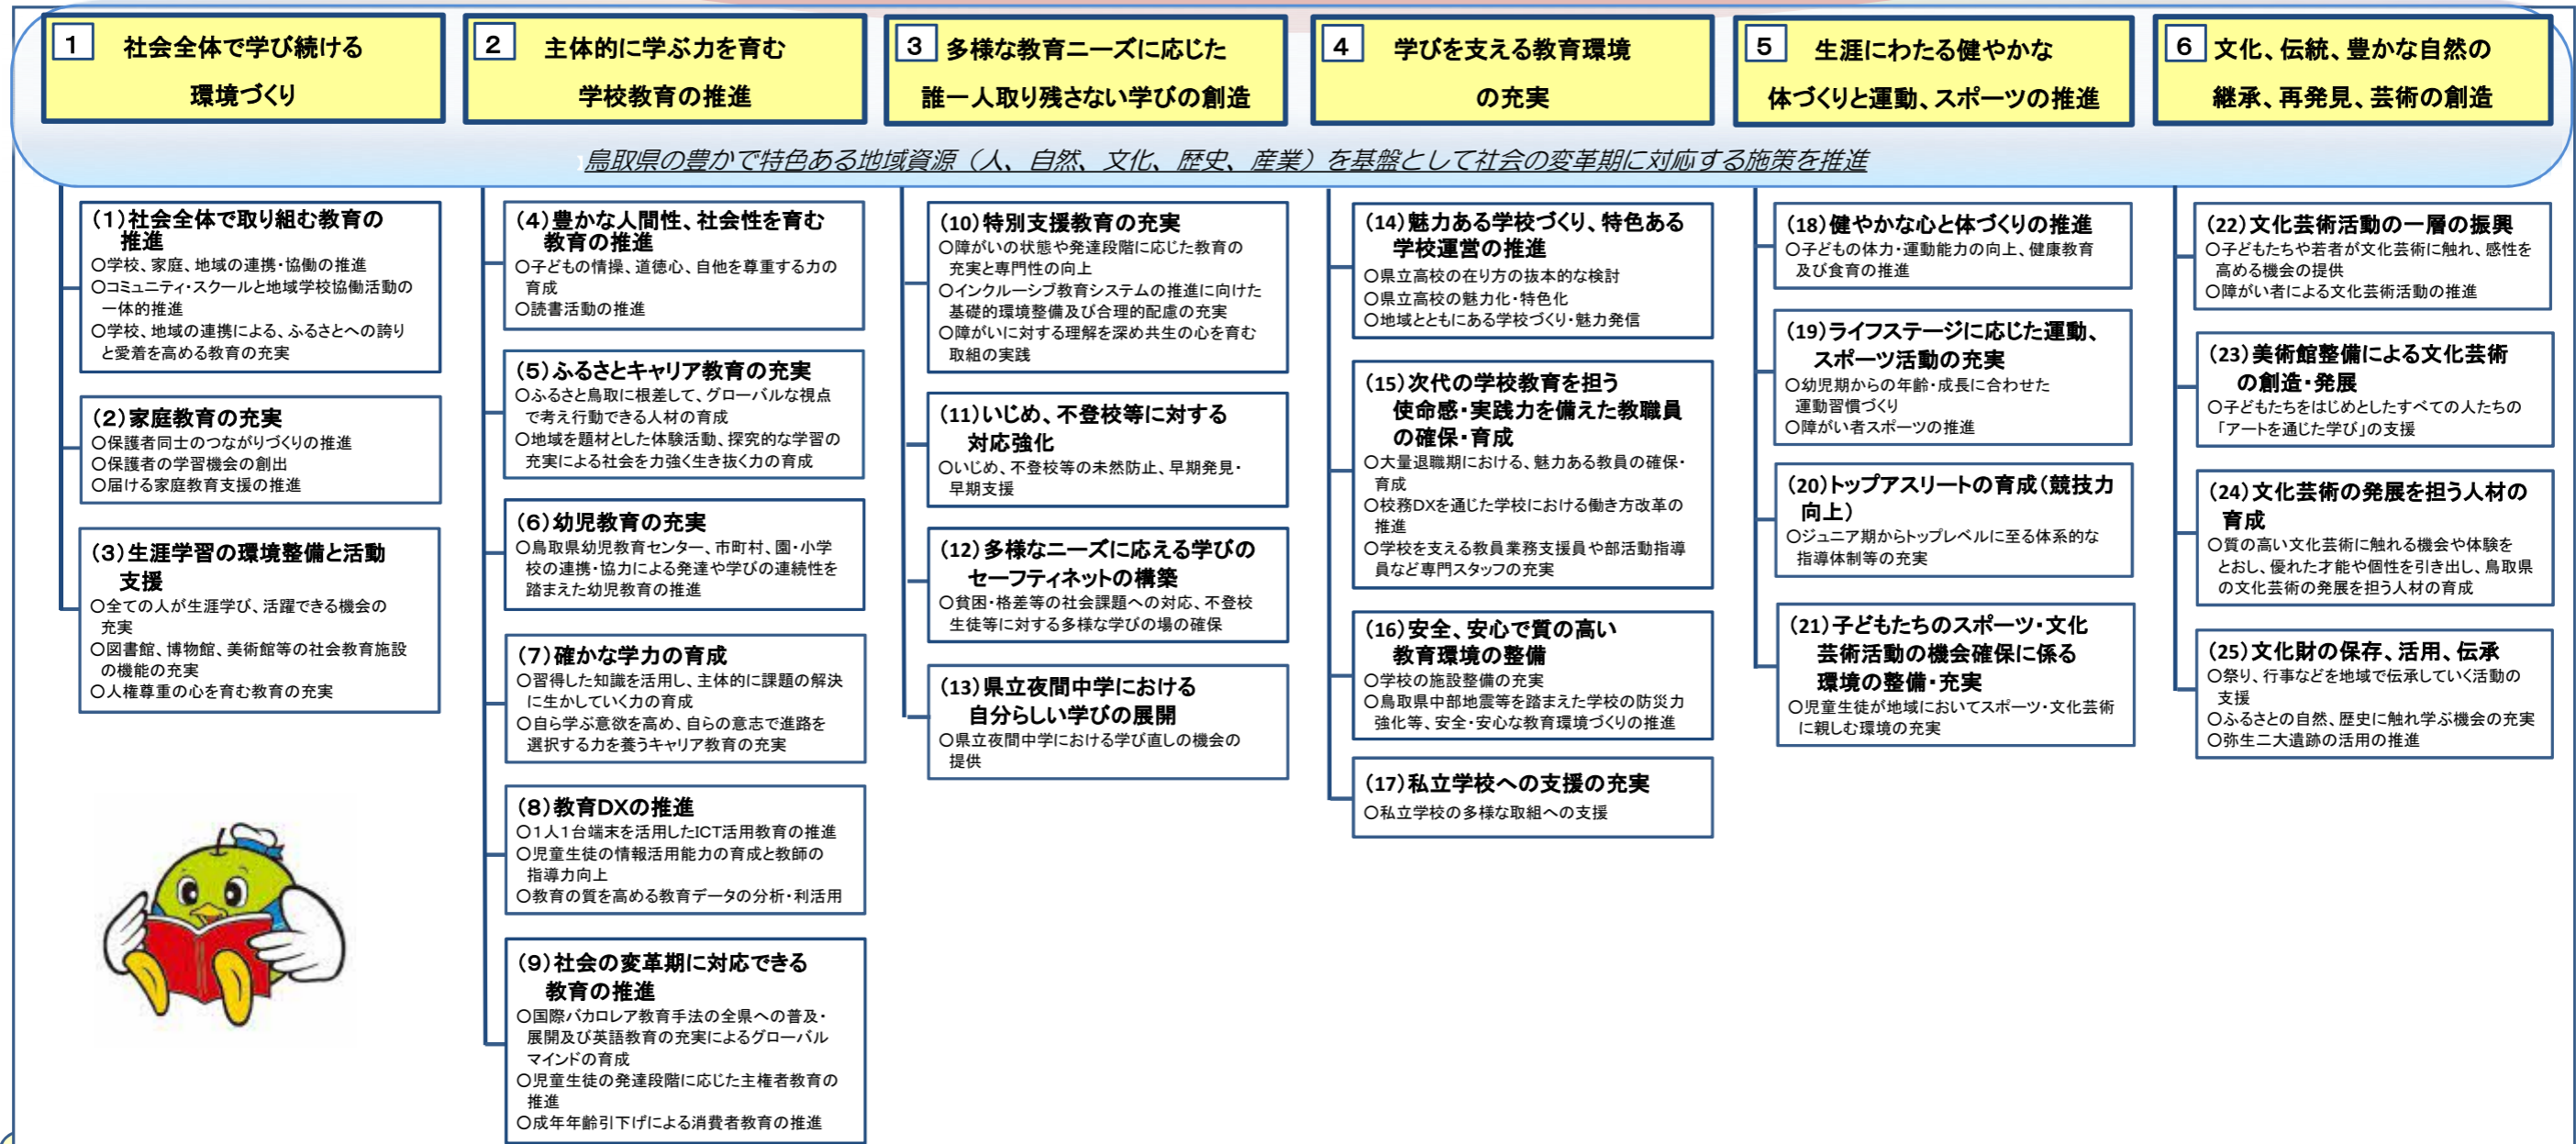 1 社会全体で学び続ける
環境づくり
2 主体的に学ぶ力を育む
学校教育の推進
3 多様な教育ニーズに応じた
誰一人取り残さない学びの創造
4 学びを支える教育環境
の充実
5 生涯にわたる健やかな
体づくりと運動、スポーツの推進
6 文化、伝統、豊かな自然の
継承、再発見、芸術の創造
鳥取県の豊かで特色ある地域資源（人、自然、文化、歴史、産業）を基盤として社会の変革期に対応する施策を推進
(1)社会全体で取り組む教育の
推進
○学校、家庭、地域の連携・協働の推進
○コミュニティ・スクールと地域学校協働活動の
一体的推進
○学校、地域の連携による、ふるさとへの誇り
と愛着を高める教育の充実
(2)家庭教育の充実
○保護者同士のつながりづくりの推進
○保護者の学習機会の創出
○届ける家庭教育支援の推進
(3)生涯学習の環境整備と活動
支援
○全ての人が生涯学び、活躍できる機会の
充実
○図書館、博物館、美術館等の社会教育施設
の機能の充実
○人権尊重の心を育む教育の充実
(4)豊かな人間性、社会性を育む
教育の推進
○子どもの情操、道徳心、自他を尊重する力の
育成
○読書活動の推進
(5)ふるさとキャリア教育の充実
○ふるさと鳥取に根差して、グローバルな視点
で考え行動できる人材の育成
○地域を題材とした体験活動、探究的な学習の
充実による社会を力強く生き抜く力の育成
(6)幼児教育の充実
○鳥取県幼児教育センター、市町村、園・小学
校の連携・協力による発達や学びの連続性を
踏まえた幼児教育の推進
(7)確かな学力の育成
○習得した知識を活用し、主体的に課題の解決
に生かしていく力の育成
○自ら学ぶ意欲を高め、自らの意志で進路を
選択する力を養うキャリア教育の充実
(8)教育DXの推進
○1人1台端末を活用したICT活用教育の推進
○児童生徒の情報活用能力の育成と教師の
指導力向上
○教育の質を高める教育データの分析・利活用
(9)社会の変革期に対応できる
教育の推進
○国際バカロレア教育手法の全県への普及・
展開及び英語教育の充実によるグローバル
マインドの育成
○児童生徒の発達段階に応じた主権者教育の
推進
○成年年齢引下げによる消費者教育の推進
(10)特別支援教育の充実
○障がいの状態や発達段階に応じた教育の
充実と専門性の向上
○インクルーシブ教育システムの推進に向けた
基礎的環境整備及び合理的配慮の充実
○障がいに対する理解を深め共生の心を育む
取組の実践
(11)いじめ、不登校等に対する
対応強化
○いじめ、不登校等の未然防止、早期発見・
早期支援
(12)多様なニーズに応える学びの
セーフティネットの構築
○貧困・格差等の社会課題への対応、不登校
生徒等に対する多様な学びの場の確保
(13)県立夜間中学における
自分らしい学びの展開
○県立夜間中学における学び直しの機会の
提供
(14)魅力ある学校づくり、特色ある
学校運営の推進
○県立高校の在り方の抜本的な検討
○県立高校の魅力化・特色化
○地域とともにある学校づくり・魅力発信
(15)次代の学校教育を担う
使命感・実践力を備えた教職員
の確保・育成
○大量退職期における、魅力ある教員の確保・
育成
○校務DXを通じた学校における働き方改革の
推進
○学校を支える教員業務支援員や部活動指導
員など専門スタッフの充実
(16)安全、安心で質の高い
教育環境の整備
○学校の施設整備の充実
○鳥取県中部地震等を踏まえた学校の防災力
強化等、安全・安心な教育環境づくりの推進
(17)私立学校への支援の充実
○私立学校の多様な取組への支援
(18)健やかな心と体づくりの推進
○子どもの体力・運動能力の向上、健康教育
及び食育の推進
(19)ライフステージに応じた運動、
スポーツ活動の充実
○幼児期からの年齢・成長に合わせた
運動習慣づくり
○障がい者スポーツの推進
(20)トップアスリートの育成(競技力
向上)
○ジュニア期からトップレベルに至る体系的な
指導体制等の充実
(21)子どもたちのスポーツ・文化
芸術活動の機会確保に係る
環境の整備・充実
○児童生徒が地域においてスポーツ・文化芸術
に親しむ環境の充実
(22)文化芸術活動の一層の振興
○子どもたちや若者が文化芸術に触れ、感性を
高める機会の提供
○障がい者による文化芸術活動の推進
(23)美術館整備による文化芸術
の創造・発展
○子どもたちをはじめとしたすべての人たちの
「アートを通じた学び」の支援
(24)文化芸術の発展を担う人材の
育成
○質の高い文化芸術に触れる機会や体験を
とおし、優れた才能や個性を引き出し、鳥取県
の文化芸術の発展を担う人材の育成
(25)文化財の保存、活用、伝承
○祭り、行事などを地域で伝承していく活動の
支援
○ふるさとの自然、歴史に触れ学ぶ機会の充実
○弥生二大遺跡の活用の推進